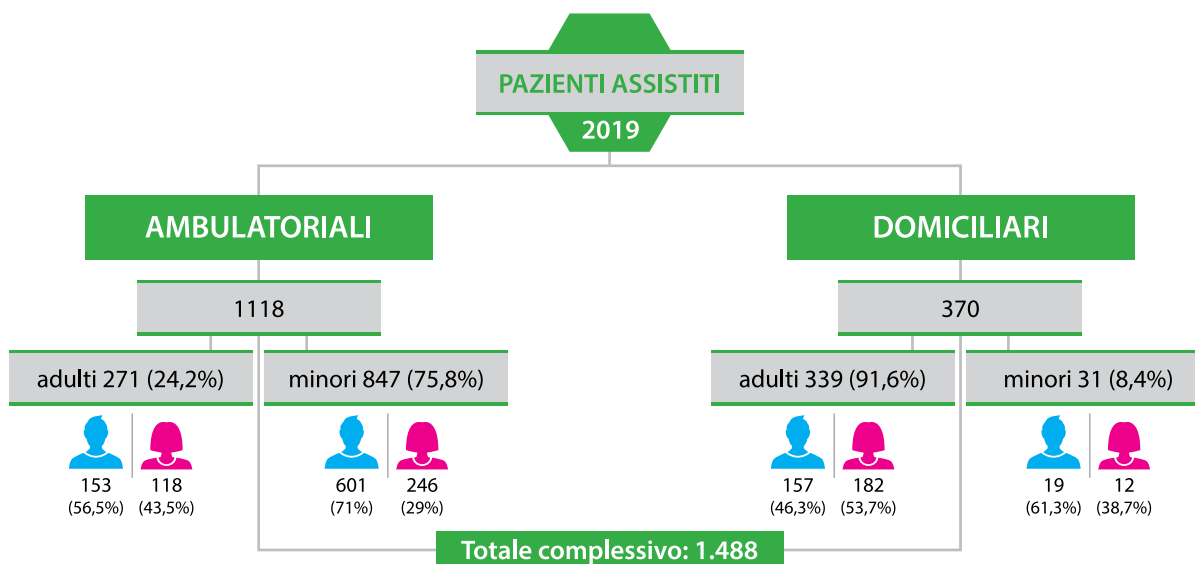 PAZIENTI ASSISTITI
2019
AMBULATORIALI
1118
adulti 271 (24,2%)
153
(56,5%)
118
(43,5%)
minori 847 (75,8%)
601
(71%)
246
(29%)
DOMICILIARI
370
adulti 339 (91,6%)
157
(46,3%)
182
(53,7%)
minori 31 (8,4%)
19
(61,3%)
12
(38,7%)
Totale complessivo: 1.488